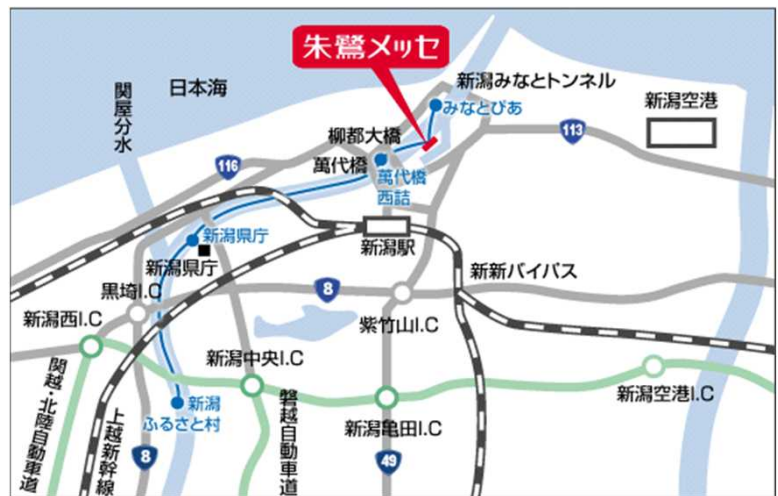 朱鷺メッセ
日本海
関屋分水
新潟みなとトンネル
みなとぴあ
新潟空港
柳都大橋
萬代橋
萬代橋
西詰
116
113
新潟県庁
新潟県庁
新潟駅
黒埼I.C
8
新新バイパス
紫竹山I.C
新潟西I.C
新潟中央I.C
新潟空港I.C
新潟
ふるさと村
新潟亀田I.C
関越・北陸自動車道
上越新幹線
8
磐越自動車道
49